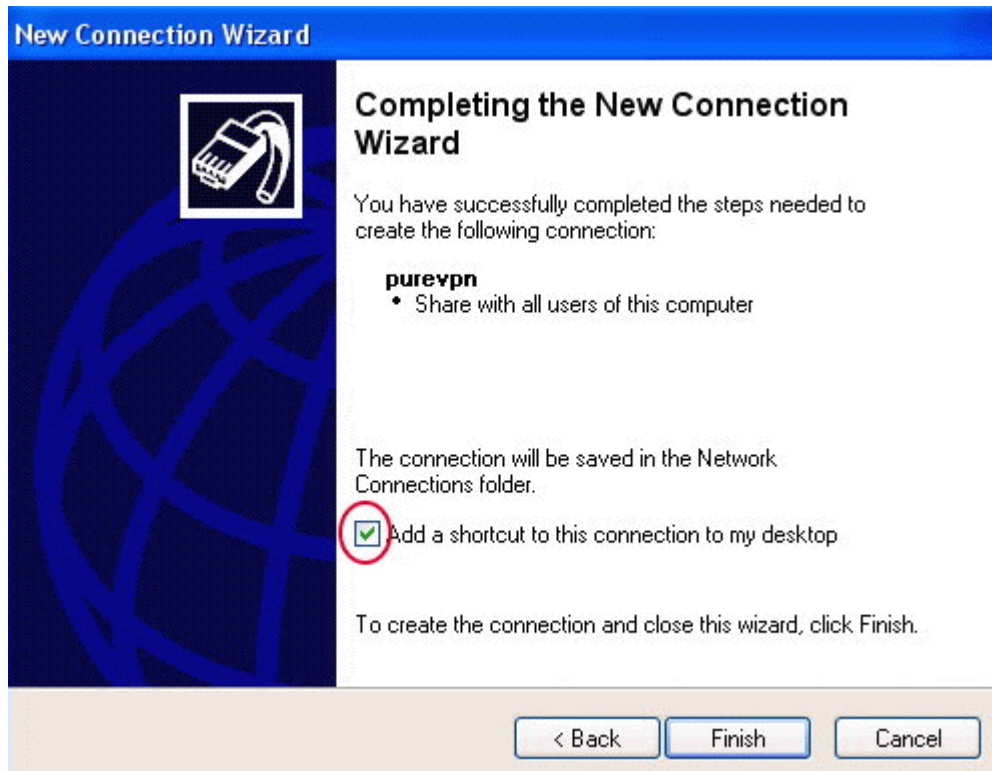 New Connection Wizard
Completing the New Connection
Wizard
You have successfully completed the steps needed to
create the following connection:
purevpn
• Share with all users of this computer
The connection will be saved in the Network
Connections folder.
Add a shortcut to this connection to my desktop
To create the connection and close this wizard, click Finish.
< Back
Finish
Cancel